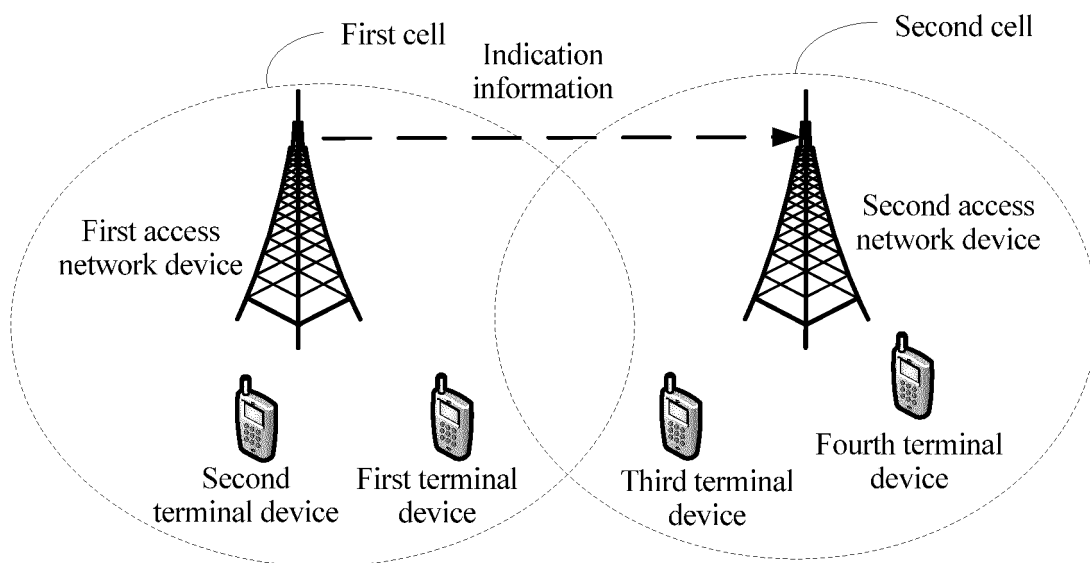 First cell
Second cell
Indication
information
First access
network device
Second access
network device
Second
terminal device
First terminal
device
Third terminal
device
Fourth terminal
device